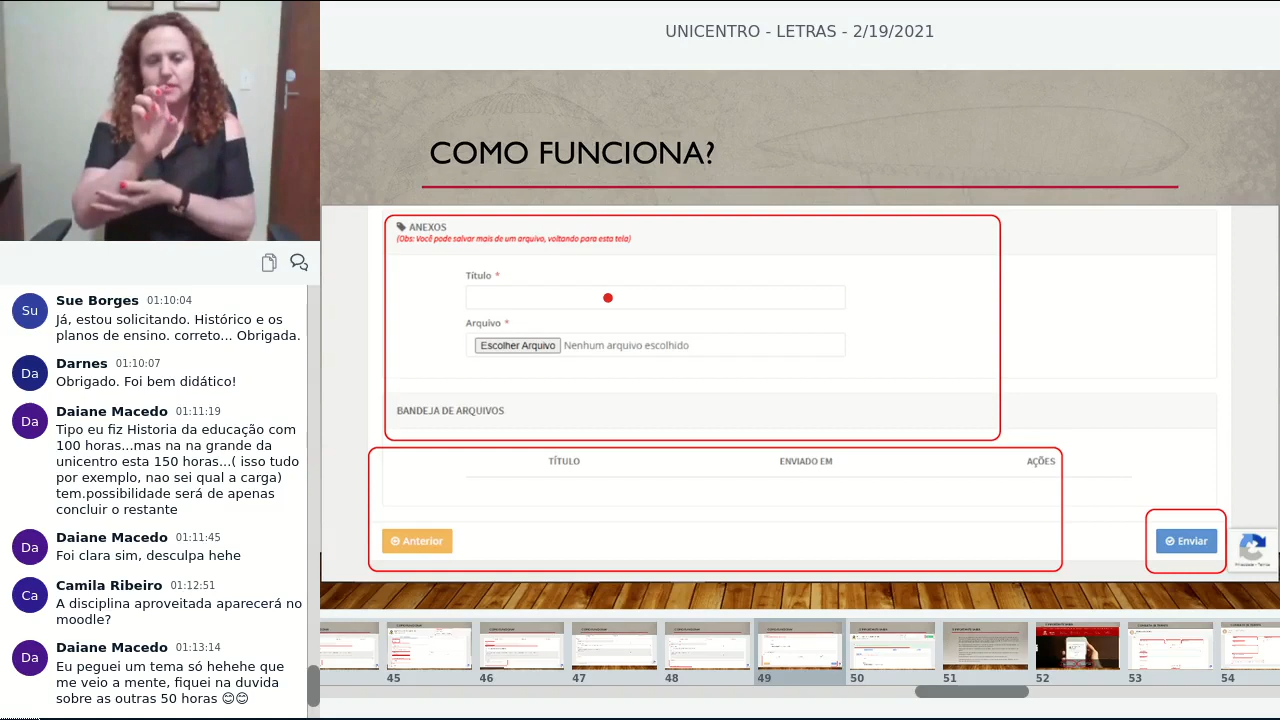 UNICENTRO - LETRAS - 2/19/2021
COMO FUNCIONA?
ANEXOS
(Obs: Você pode salvar mais de um arquivo, voltando para esta tela)
Título *
Arquivo *
Escolher Arquivo Nenhum arquivo escolhido
BANDEJA DE ARQUIVOS
TÍTULO ENVIADO EM AÇÕES
Anterior
Enviar
Su
Sue Borges 01:10:04
Já, estou solicitando. Histórico e os
planos de ensino. correto... Obrigada.
Da
Darnes 01:10:07
Obrigado. Foi bem didático!
Da
Daiane Macedo 01:11:19
Tipo eu fiz Historia da educação com
100 horas...mas na na grande da
unicentro esta 150 horas...( isso tudo
por exemplo, nao sei qual a carga)
tem.possibilidade será de apenas
concluir o restante
Da
Daiane Macedo 01:11:45
Foi clara sim, desculpa hehe
Ca
Camila Ribeiro 01:12:51
A disciplina aproveitada aparecerá no
moodle?
Da
Daiane Macedo 01:13:14
Eu peguei um tema só hehehe que
me veio a mente, fiquei na duvida
sobre as outras 50 horas 😊😊
45 46 47 48 49 50 51 52 53 54